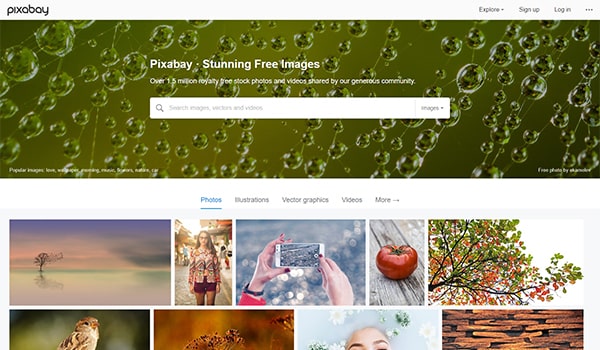 pixabay
Explore
Sign up
Log in
Pixabay - Stunning Free Images
Over 1.5 million royalty free stock photos and videos shared by our generous community.
Search images, vectors and videos
Images
Popular images: love, wallpaper, morning, music, flowers, nature, car
Free photo by
Photos
Illustrations
Vector graphics
Videos
More →